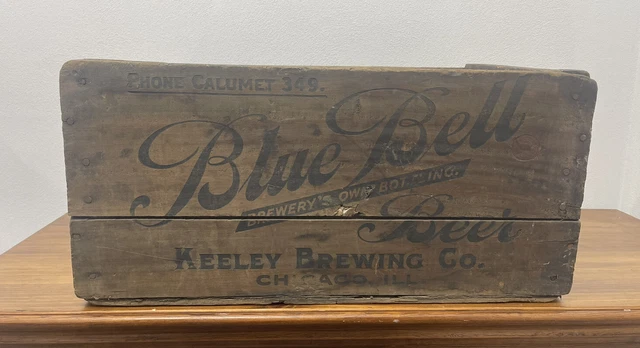 PHONE CALUMET 349.
Blue Bell
BREWERY'S OWN BOTTLING.
Beer
KEELEY BREWING CO.
CHICAGO, ILL